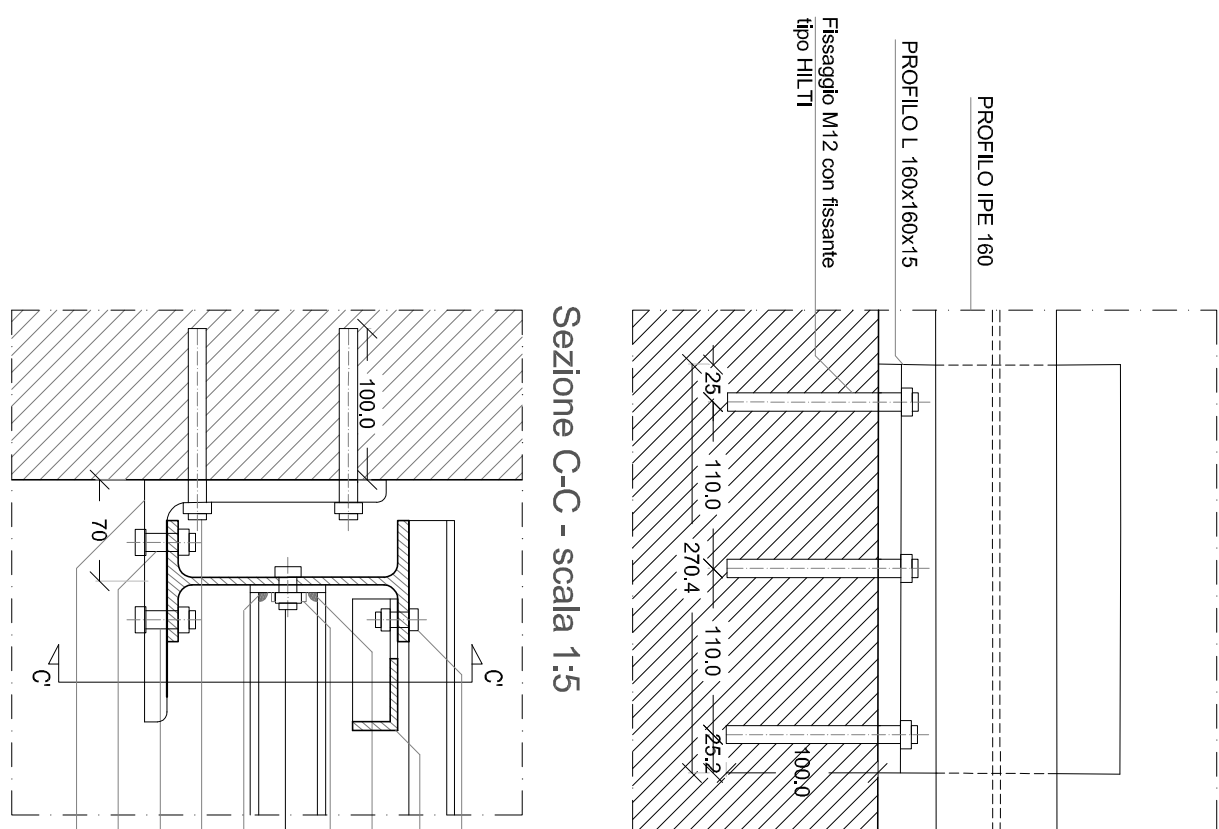 PROFILO IPE 160
PROFILO L 160x160x15
Fissaggio M12 con fissante
tipo HILTI
25
110.0
270.4
110.0
25.2
100.0
Sezione C-C - scala 1:5
100.0
70
C'
C'